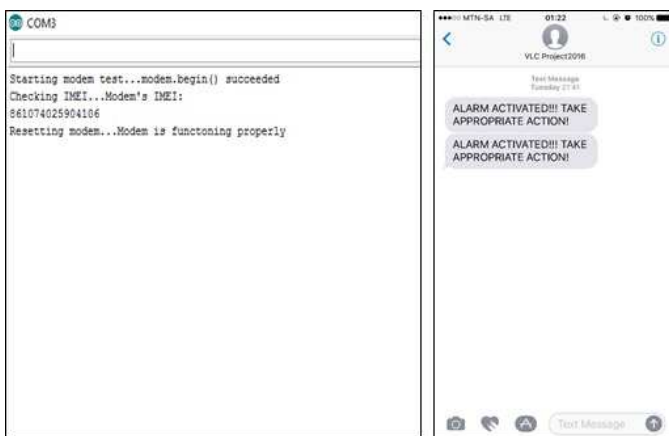 COM3
Starting modem test...modem.begin() succeeded
Checking IMEI...Modem's IMEI:
861074025904106
Resetting modem...Modem is functoning properly
MTN-SA LTE 01:22 100%
VLC Project2016
Text Message
Tuesday 21:41
ALARM ACTIVATED!!! TAKE
APPROPRIATE ACTION!
ALARM ACTIVATED!!! TAKE
APPROPRIATE ACTION!
Text Message